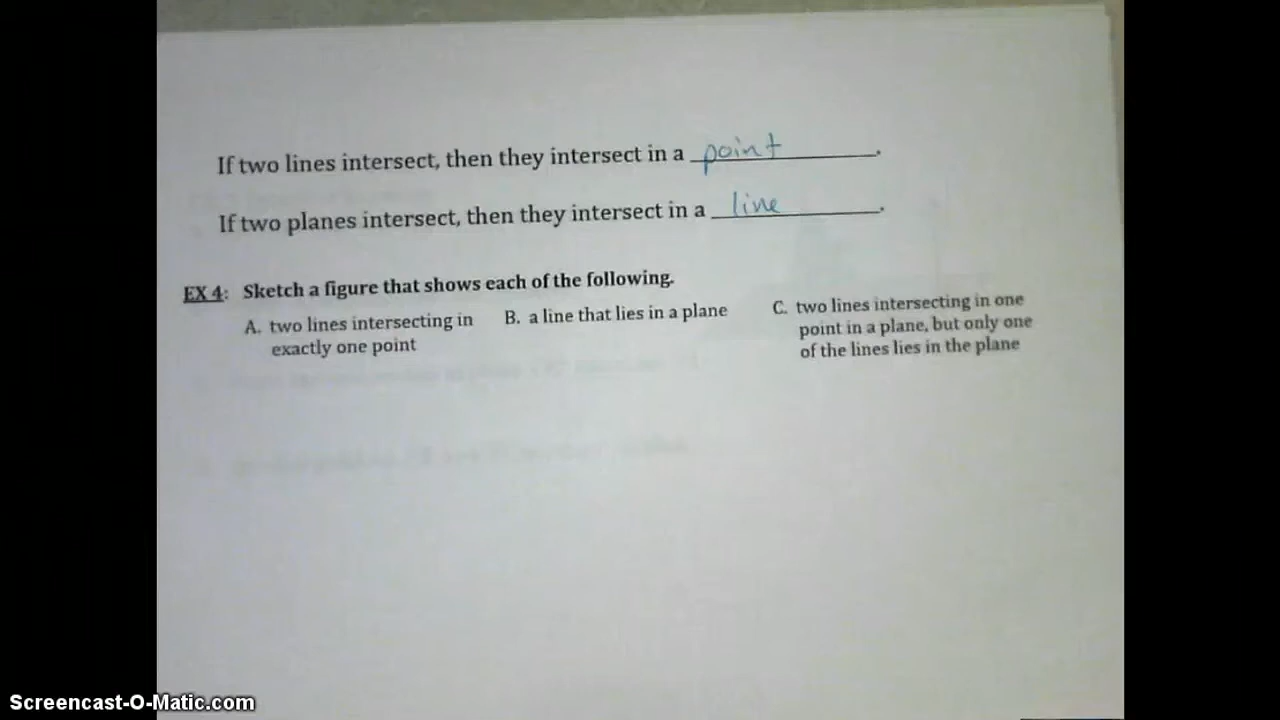 If two lines intersect, then they intersect in a point.
If two planes intersect, then they intersect in a line.
EX 4: Sketch a figure that shows each of the following.
A. two lines intersecting in
exactly one point
B. a line that lies in a plane
C. two lines intersecting in one
point in a plane, but only one
of the lines lies in the plane
Screencast-O-Matic.com